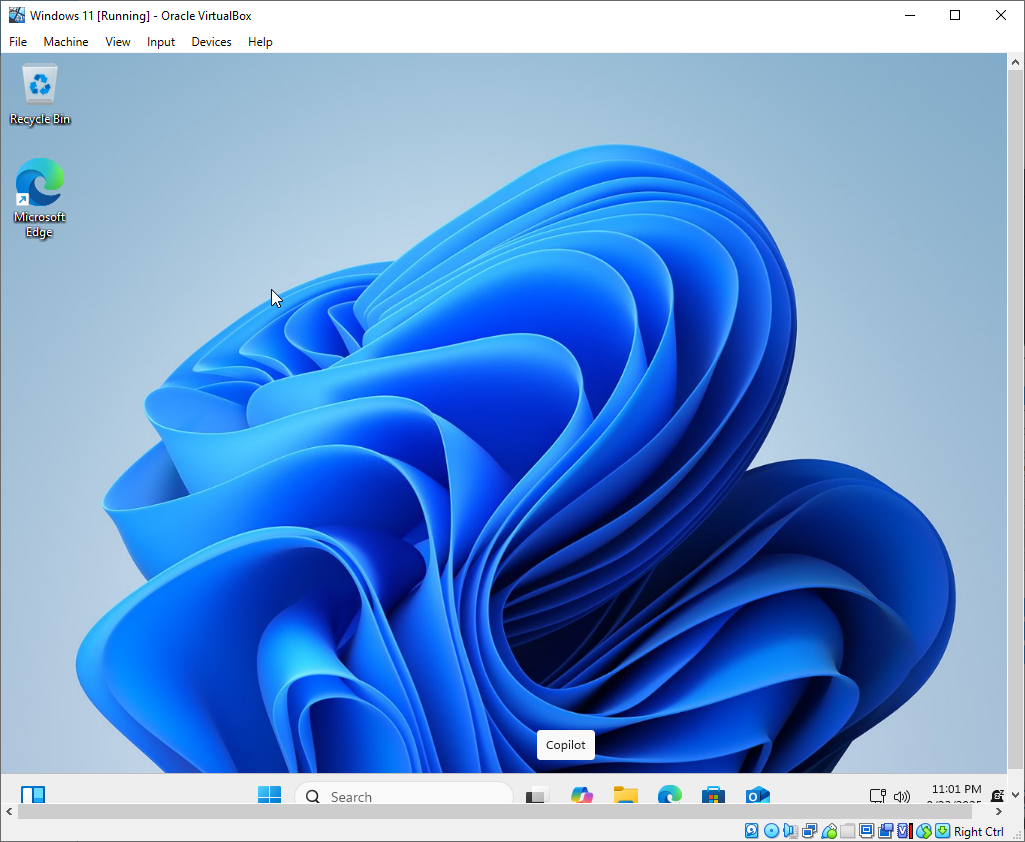 Windows 11 [Running] - Oracle VirtualBox
File Machine View Input Devices Help
Recycle Bin
Microsoft
Edge
Copilot
Search
11:01 PM
Right Ctrl